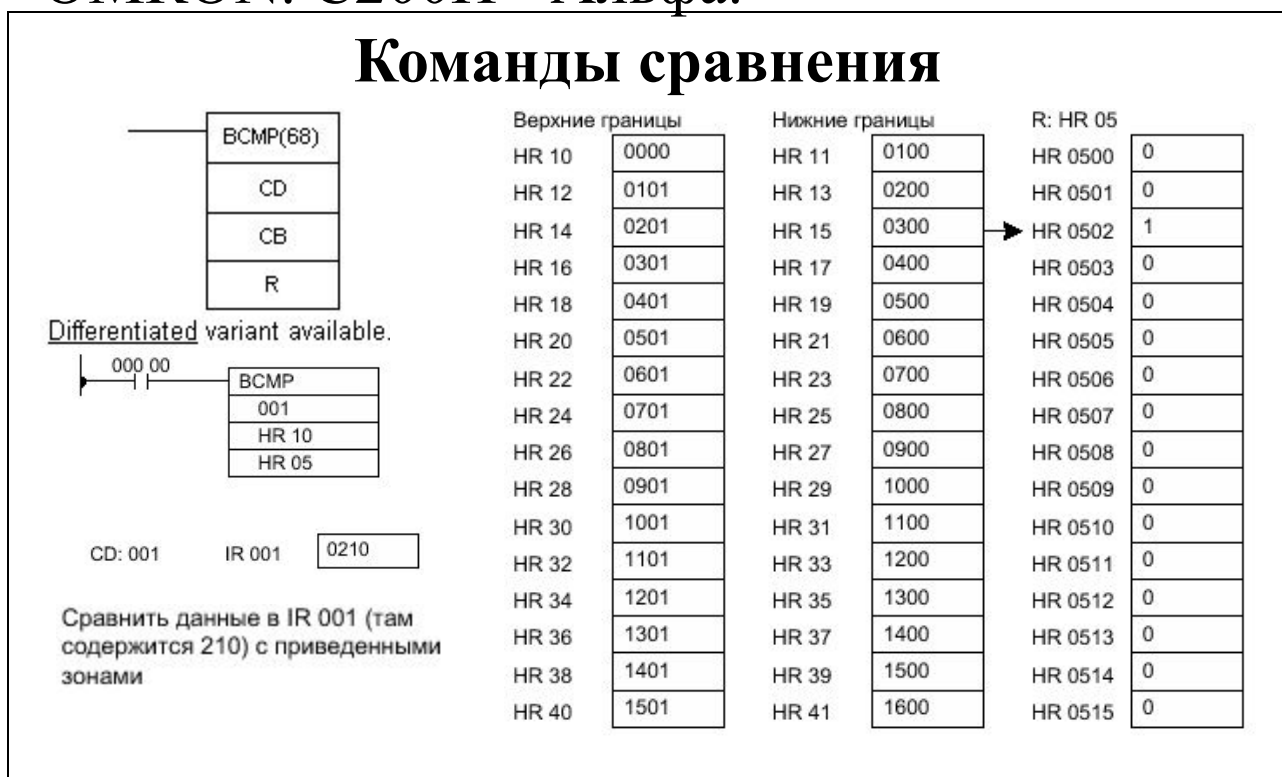 OMRON. C200H - Альфа.
Команды сравнения
BCMP(68)
CD
CB
R
Differentiated variant available.
000 00
BCMP
001
HR 10
HR 05
CD: 001 IR 001 0210
Сравнить данные в IR 001 (там
содержится 210) с приведенными
зонами
Верхние границы Нижние границы R: HR 05
HR 10 0000 HR 11 0100 HR 0500 0
HR 12 0101 HR 13 0200 HR 0501 0
HR 14 0201 HR 15 0300 HR 0502 1
HR 16 0301 HR 17 0400 HR 0503 0
HR 18 0401 HR 19 0500 HR 0504 0
HR 20 0501 HR 21 0600 HR 0505 0
HR 22 0601 HR 23 0700 HR 0506 0
HR 24 0701 HR 25 0800 HR 0507 0
HR 26 0801 HR 27 0900 HR 0508 0
HR 28 0901 HR 29 1000 HR 0509 0
HR 30 1001 HR 31 1100 HR 0510 0
HR 32 1101 HR 33 1200 HR 0511 0
HR 34 1201 HR 35 1300 HR 0512 0
HR 36 1301 HR 37 1400 HR 0513 0
HR 38 1401 HR 39 1500 HR 0514 0
HR 40 1501 HR 41 1600 HR 0515 0